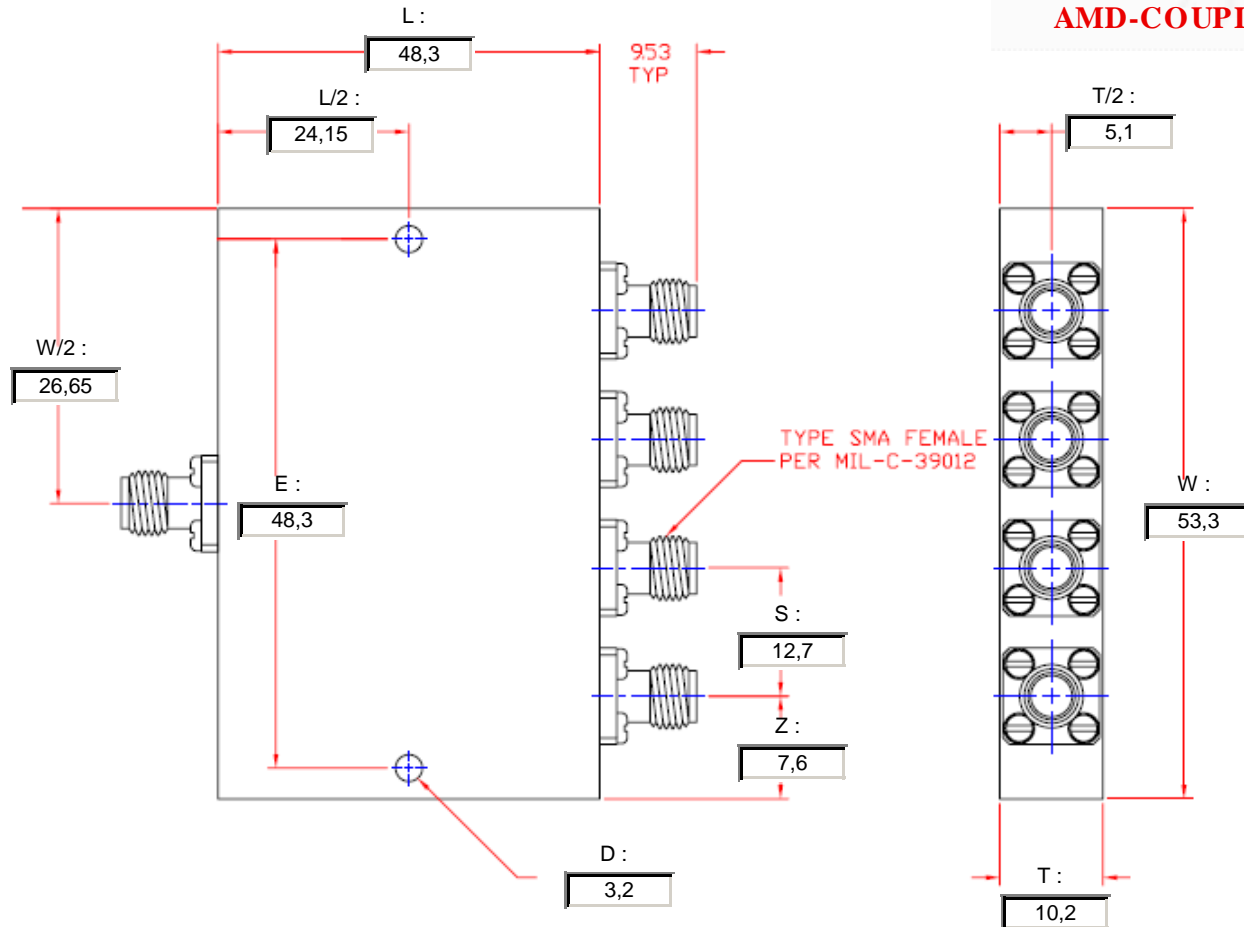 AMD-COUPL
L :
48,3
9.53
TYP
L/2 :
24,15
T/2 :
5,1
W/2 :
26,65
TYPE SMA FEMALE
PER MIL-C-39012
E :
48,3
W :
53,3
S :
12,7
Z :
7,6
D :
3,2
T :
10,2